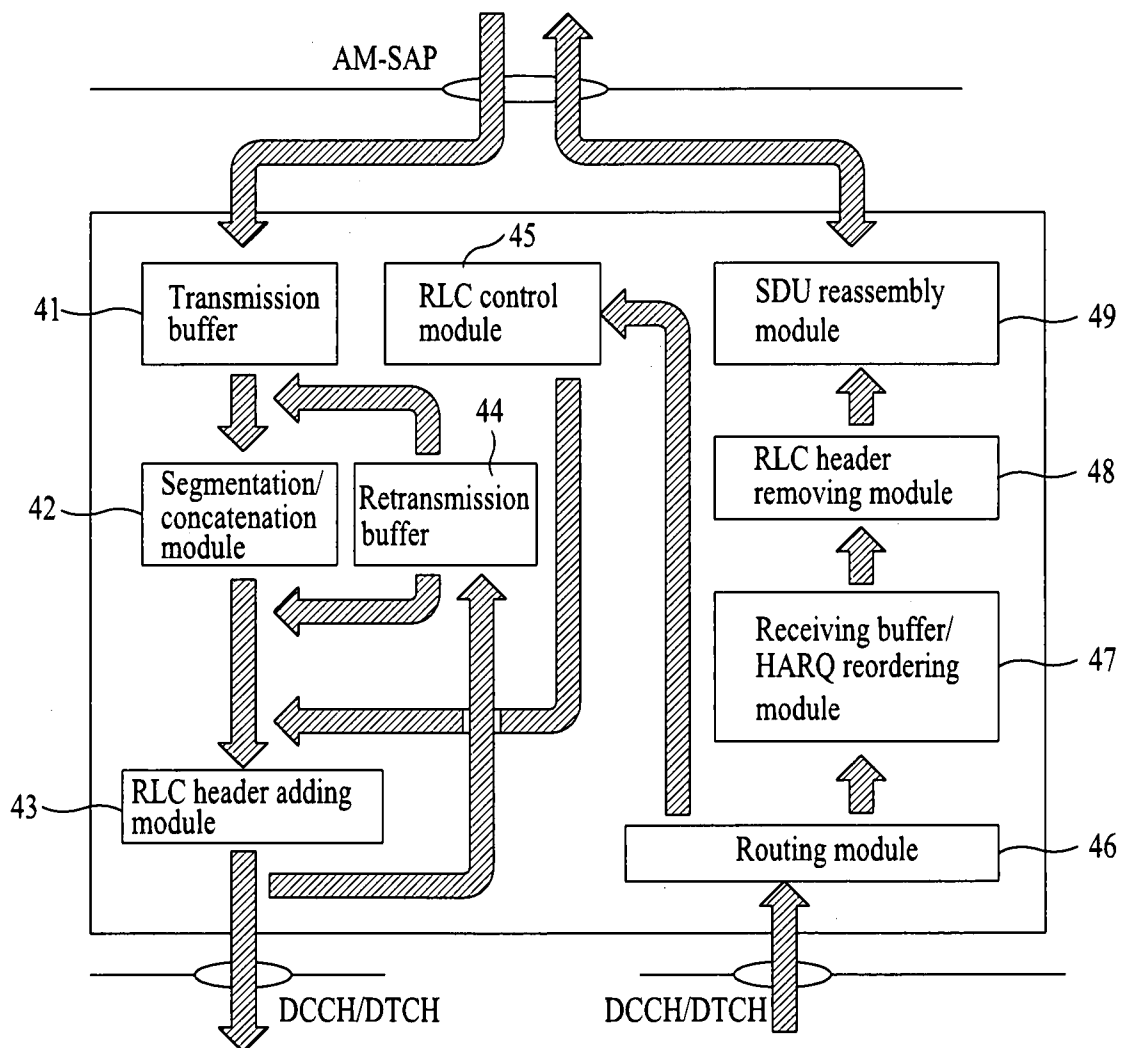 AM-SAP
45
41
Transmission
buffer
RLC control
module
SDU reassembly
module
49
44
42
Segmentation/
concatenation
module
Retransmission
buffer
RLC header
removing module
48
Receiving buffer/
HARQ reordering
module
47
43
RLC header adding
module
Routing module
46
DCCH/DTCH
DCCH/DTCH